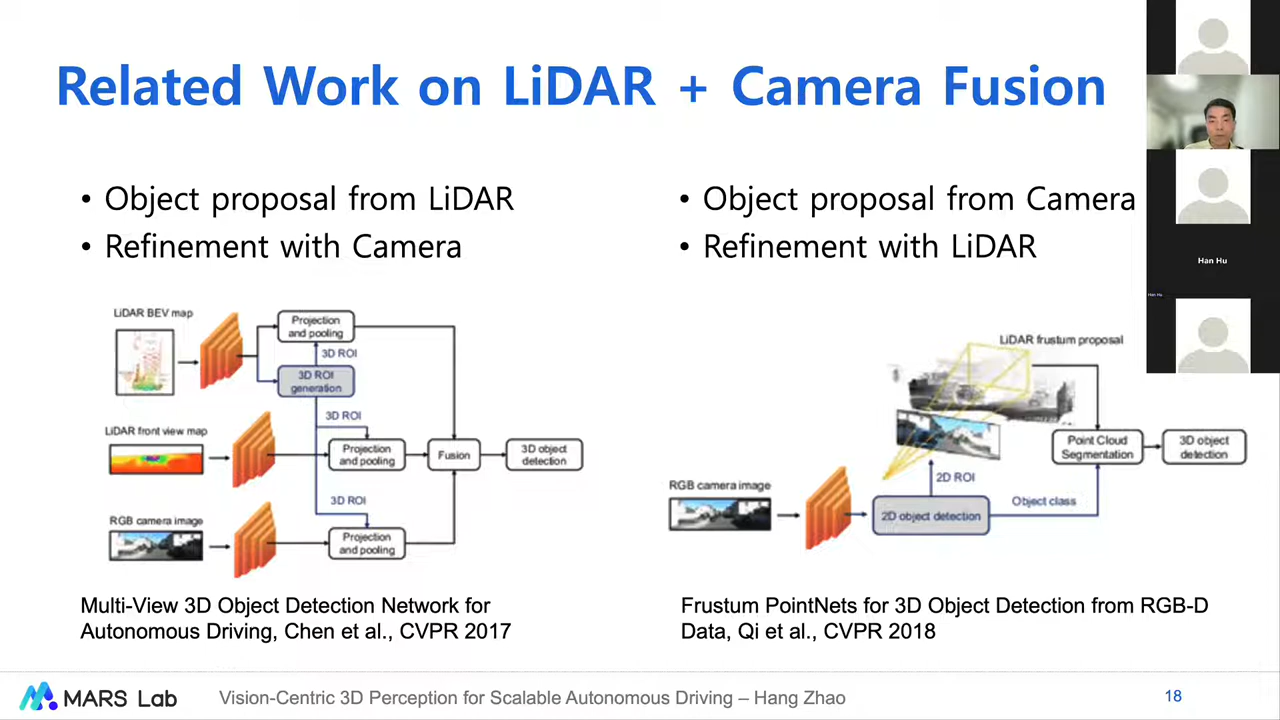 Related Work on LiDAR + Camera Fusion
• Object proposal from LiDAR
• Refinement with Camera
• Object proposal from Camera
• Refinement with LiDAR
LiDAR BEV map
Projection
and pooling
3D ROI
3D ROI
generation
3D ROI
LiDAR front view map
Projection
and pooling
Fusion
3D object
detection
3D ROI
RGB camera image
Projection
and pooling
LiDAR frustum proposal
Point Cloud
Segmentation
3D object
detection
2D ROI
RGB camera image
Object class
2D object detection
Multi-View 3D Object Detection Network for
Autonomous Driving, Chen et al., CVPR 2017
Frustum PointNets for 3D Object Detection from RGB-D
Data, Qi et al., CVPR 2018
MARS Lab
Vision-Centric 3D Perception for Scalable Autonomous Driving – Hang Zhao
18
Han Hu
Han Hu